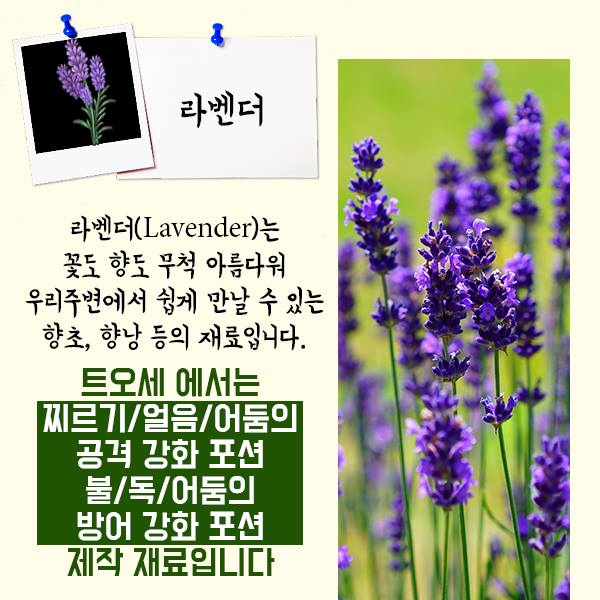 라벤더
라벤더(Lavender)는
꽃도 향도 무척 아름다워
우리주변에서 쉽게 만날 수 있는
향초, 향낭 등의 재료입니다.
트오세 에서는
찌르기/얼음/어둠의
공격 강화 포션
불/독/어둠의
방어 강화 포션
제작 재료입니다